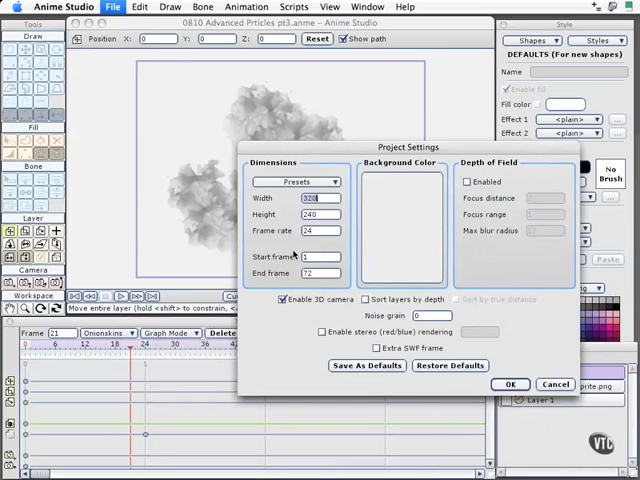 Anime Studio File Edit Draw Bone Animation Scripts View Window Help
Tools
0810 Advanced Prticles pt3.anme - Anime Studio
Style
Draw
Position X: 0 Y: 0 Z: 0 Reset Show path
Shapes Styles
DEFAULTS (For new shapes)
Name
Enable fill
Fill color
Effect 1 <plain> ...
Effect 2 <plain> ...
Fill
Bone
Layer
Camera
Workspace
No Brush
Paste
Project Settings
Dimensions
Presets
Width 320
Height 240
Frame rate 24
Start frame 1
End frame 72
Background Color
Depth of Field
Enabled
Focus distance
Focus range
Max blur radius
Enable 3D camera Sort layers by depth Sort by true distance
Noise grain 0
Enable stereo (red/blue) rendering
Extra SWF frame
Save As Defaults Restore Defaults
OK Cancel
Move entire layer (hold <shift> to constrain,
Frame 21 Onionskins Graph Mode Delete
0 6 12 18 24
1
prite.png
Layer 1
VTC